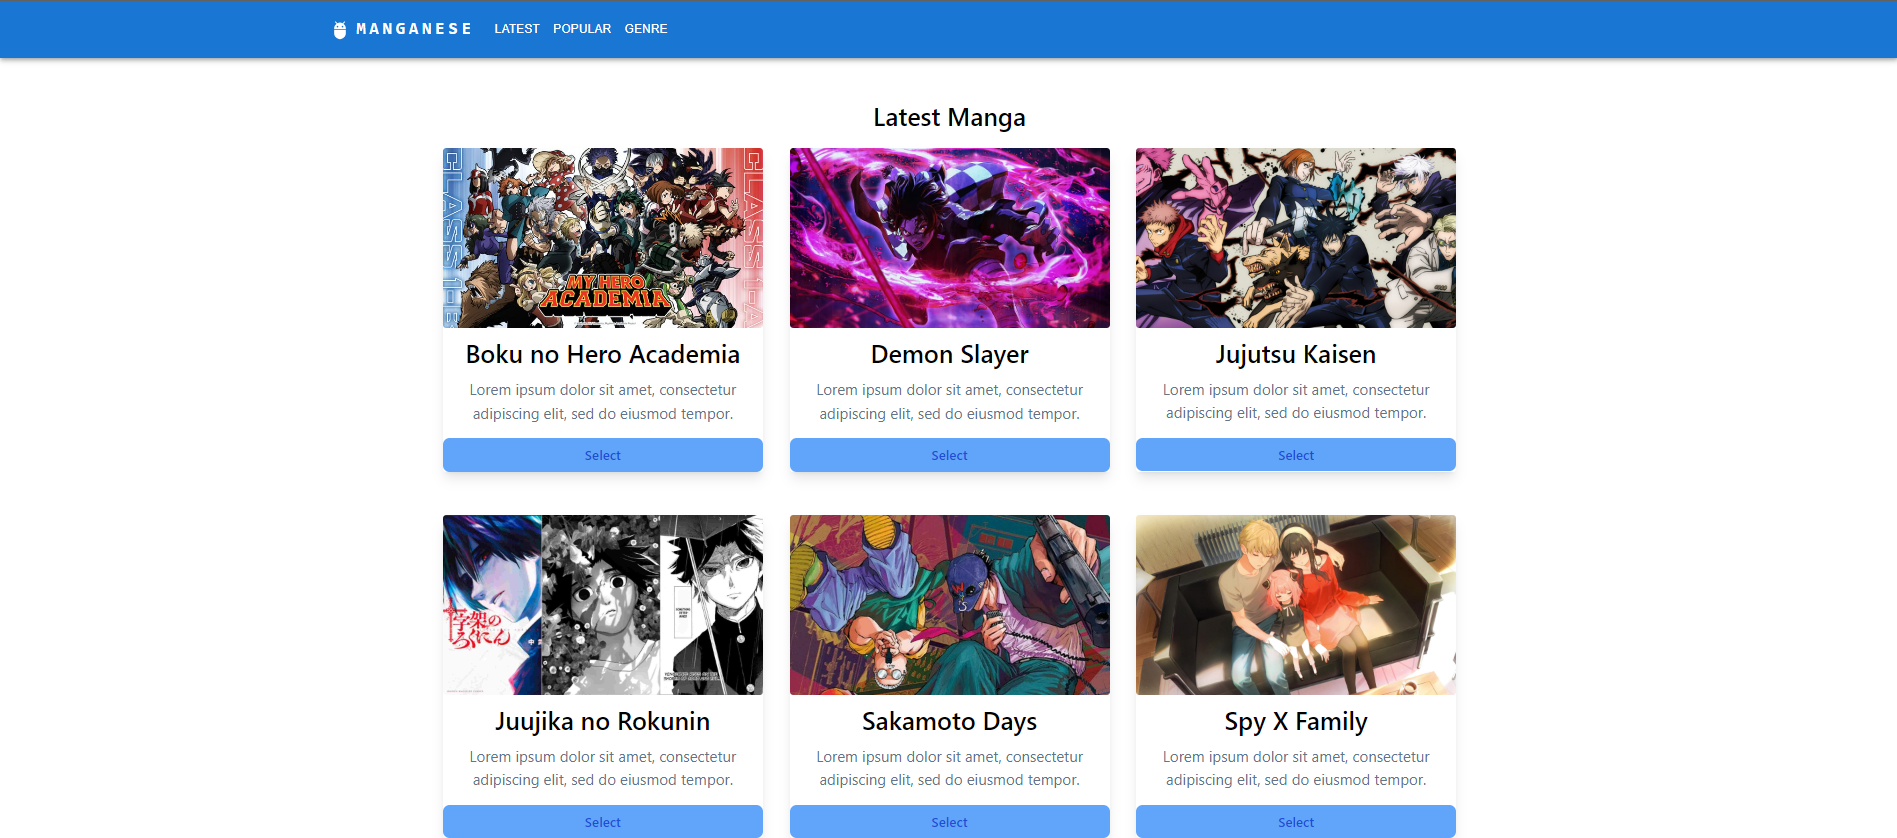 MANGANESE LATEST POPULAR GENRE
Latest Manga
CLASS 1-
CLASS 1-A
MY HERO
ACADEMIA
Boku no Hero Academia
Lorem ipsum dolor sit amet, consectetur
adipiscing elit, sed do eiusmod tempor.
Select
Demon Slayer
Lorem ipsum dolor sit amet, consectetur
adipiscing elit, sed do eiusmod tempor.
Select
Jujutsu Kaisen
Lorem ipsum dolor sit amet, consectetur
adipiscing elit, sed do eiusmod tempor.
Select
十字架の
ろくにん
Juujika no Rokunin
Lorem ipsum dolor sit amet, consectetur
adipiscing elit, sed do eiusmod tempor.
Select
Sakamoto Days
Lorem ipsum dolor sit amet, consectetur
adipiscing elit, sed do eiusmod tempor.
Select
Spy X Family
Lorem ipsum dolor sit amet, consectetur
adipiscing elit, sed do eiusmod tempor.
Select